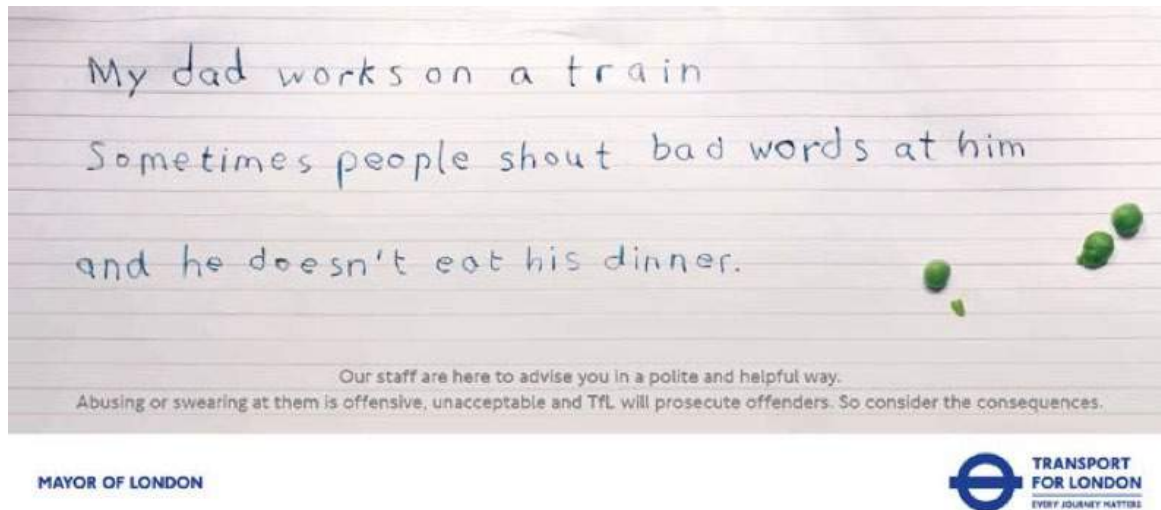 My dad works on a train
Sometimes people shout bad words at him
and he doesn't eat his dinner.
Our staff are here to advise you in a polite and helpful way.
Abusing or swearing at them is offensive, unacceptable and TfL will prosecute offenders. So consider the consequences.
MAYOR OF LONDON
TRANSPORT
FOR LONDON
EVERY JOURNEY MATTERS